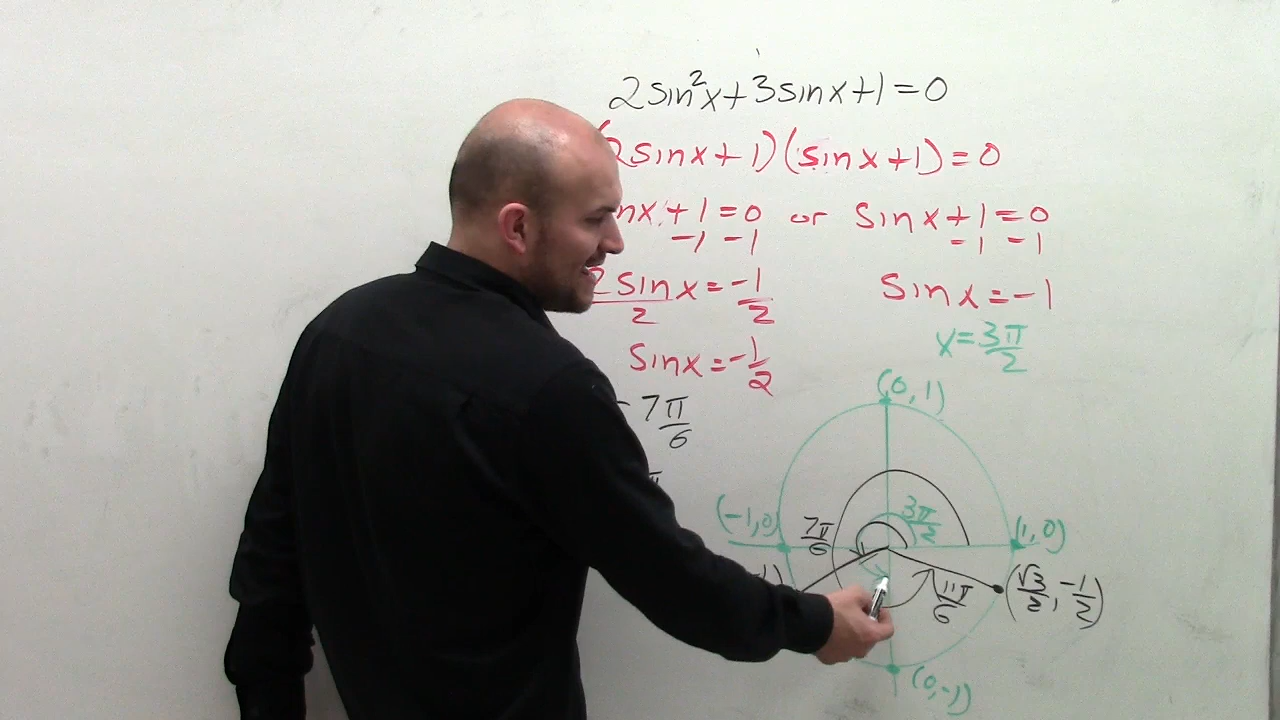 2sin²x+3sinx+1=0
(2sinx+1)(sinx+1)=0
nx+1=0 or sinx+1=0
-1 -1 -1 -1
2sinx=-1 sinx=-1
2 2
x=3π/2
sinx=-1/2
(0,1)
7π/6
(-1,0) 7π/6 3π/2 (1,0)
11π/6 (√3/2,-1/2)
(0,-1)